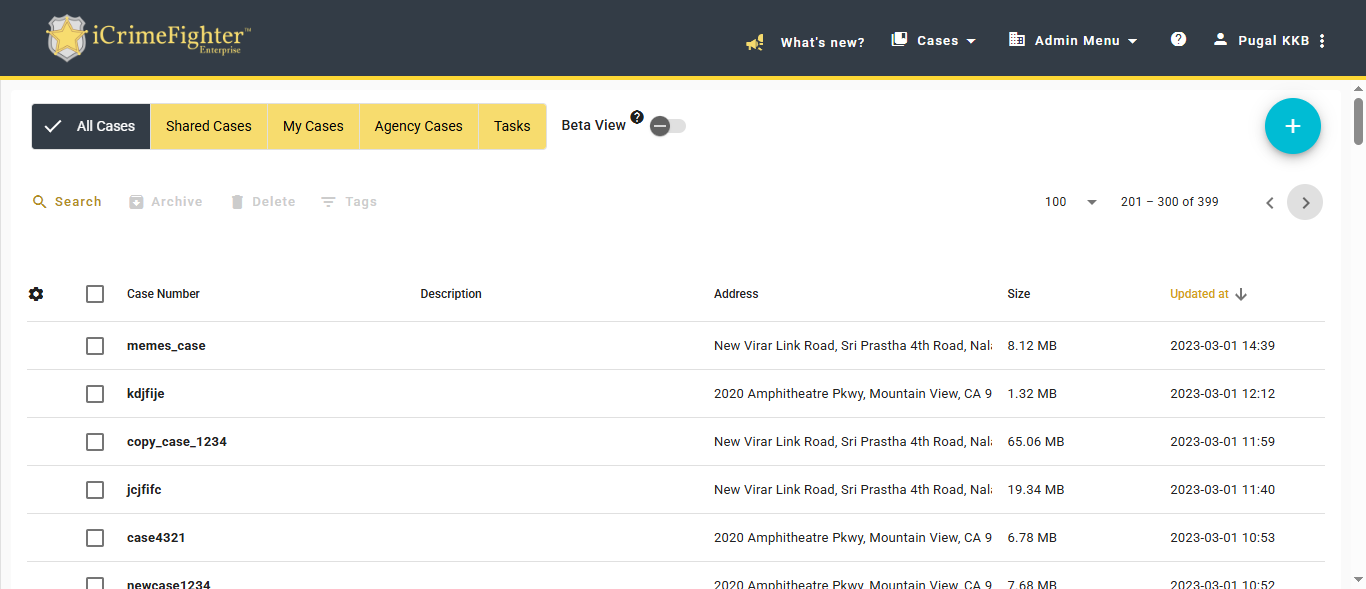 iCrimeFighter™
Enterprise
What's new?
Cases
Admin Menu
Pugal KKB
All Cases
Shared Cases
My Cases
Agency Cases
Tasks
Beta View
Search
Archive
Delete
Tags
100
201 – 300 of 399
Case Number Description Address Size Updated at
memes_case New Virar Link Road, Sri Prastha 4th Road, Nal 8.12 MB 2023-03-01 14:39
kdjfije 2020 Amphitheatre Pkwy, Mountain View, CA 9 1.32 MB 2023-03-01 12:12
copy_case_1234 New Virar Link Road, Sri Prastha 4th Road, Nal 65.06 MB 2023-03-01 11:59
jcjfifc New Virar Link Road, Sri Prastha 4th Road, Nal 19.34 MB 2023-03-01 11:40
case4321 2020 Amphitheatre Pkwy, Mountain View, CA 9 6.78 MB 2023-03-01 10:53
newcase1234 2020 Amphitheatre Pkwy, Mountain View, CA 9 7.68 MB 2023-03-01 10:52